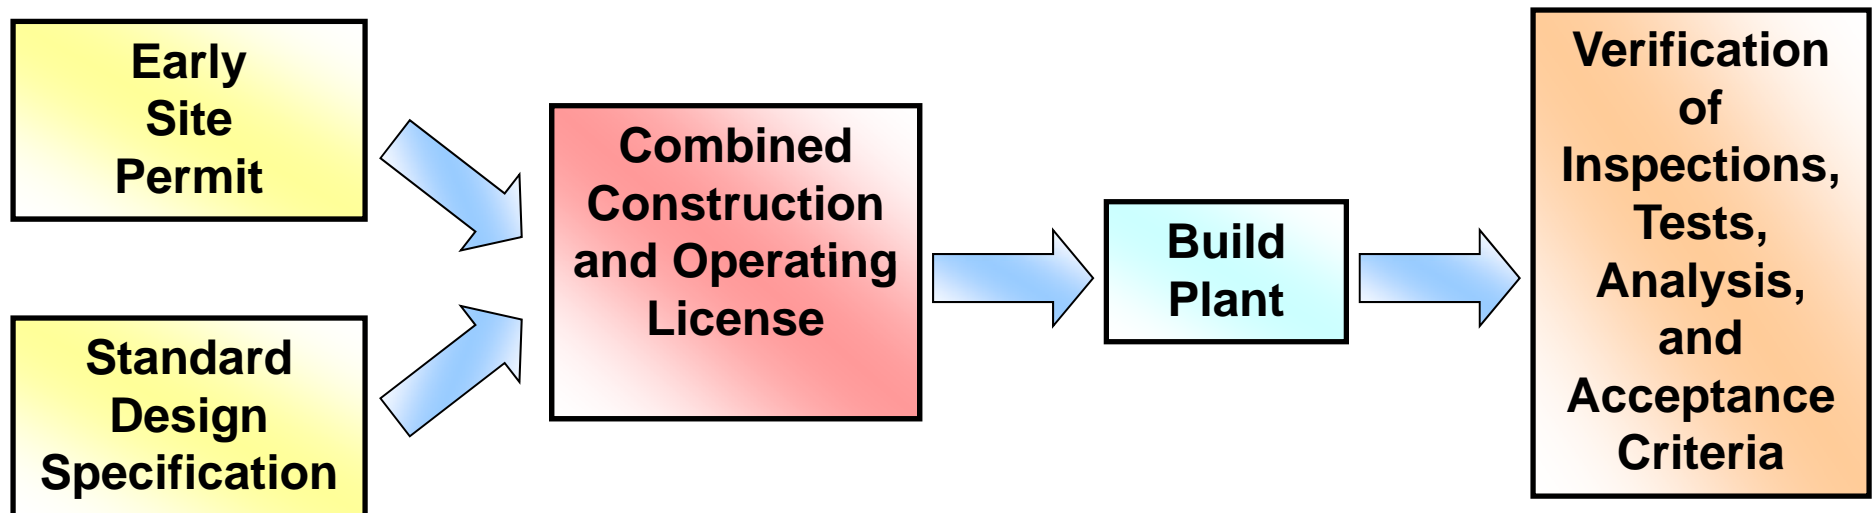 Early
Site
Permit
Standard
Design
Specification
Combined
Construction
and Operating
License
Build
Plant
Verification
of
Inspections,
Tests,
Analysis,
and
Acceptance
Criteria